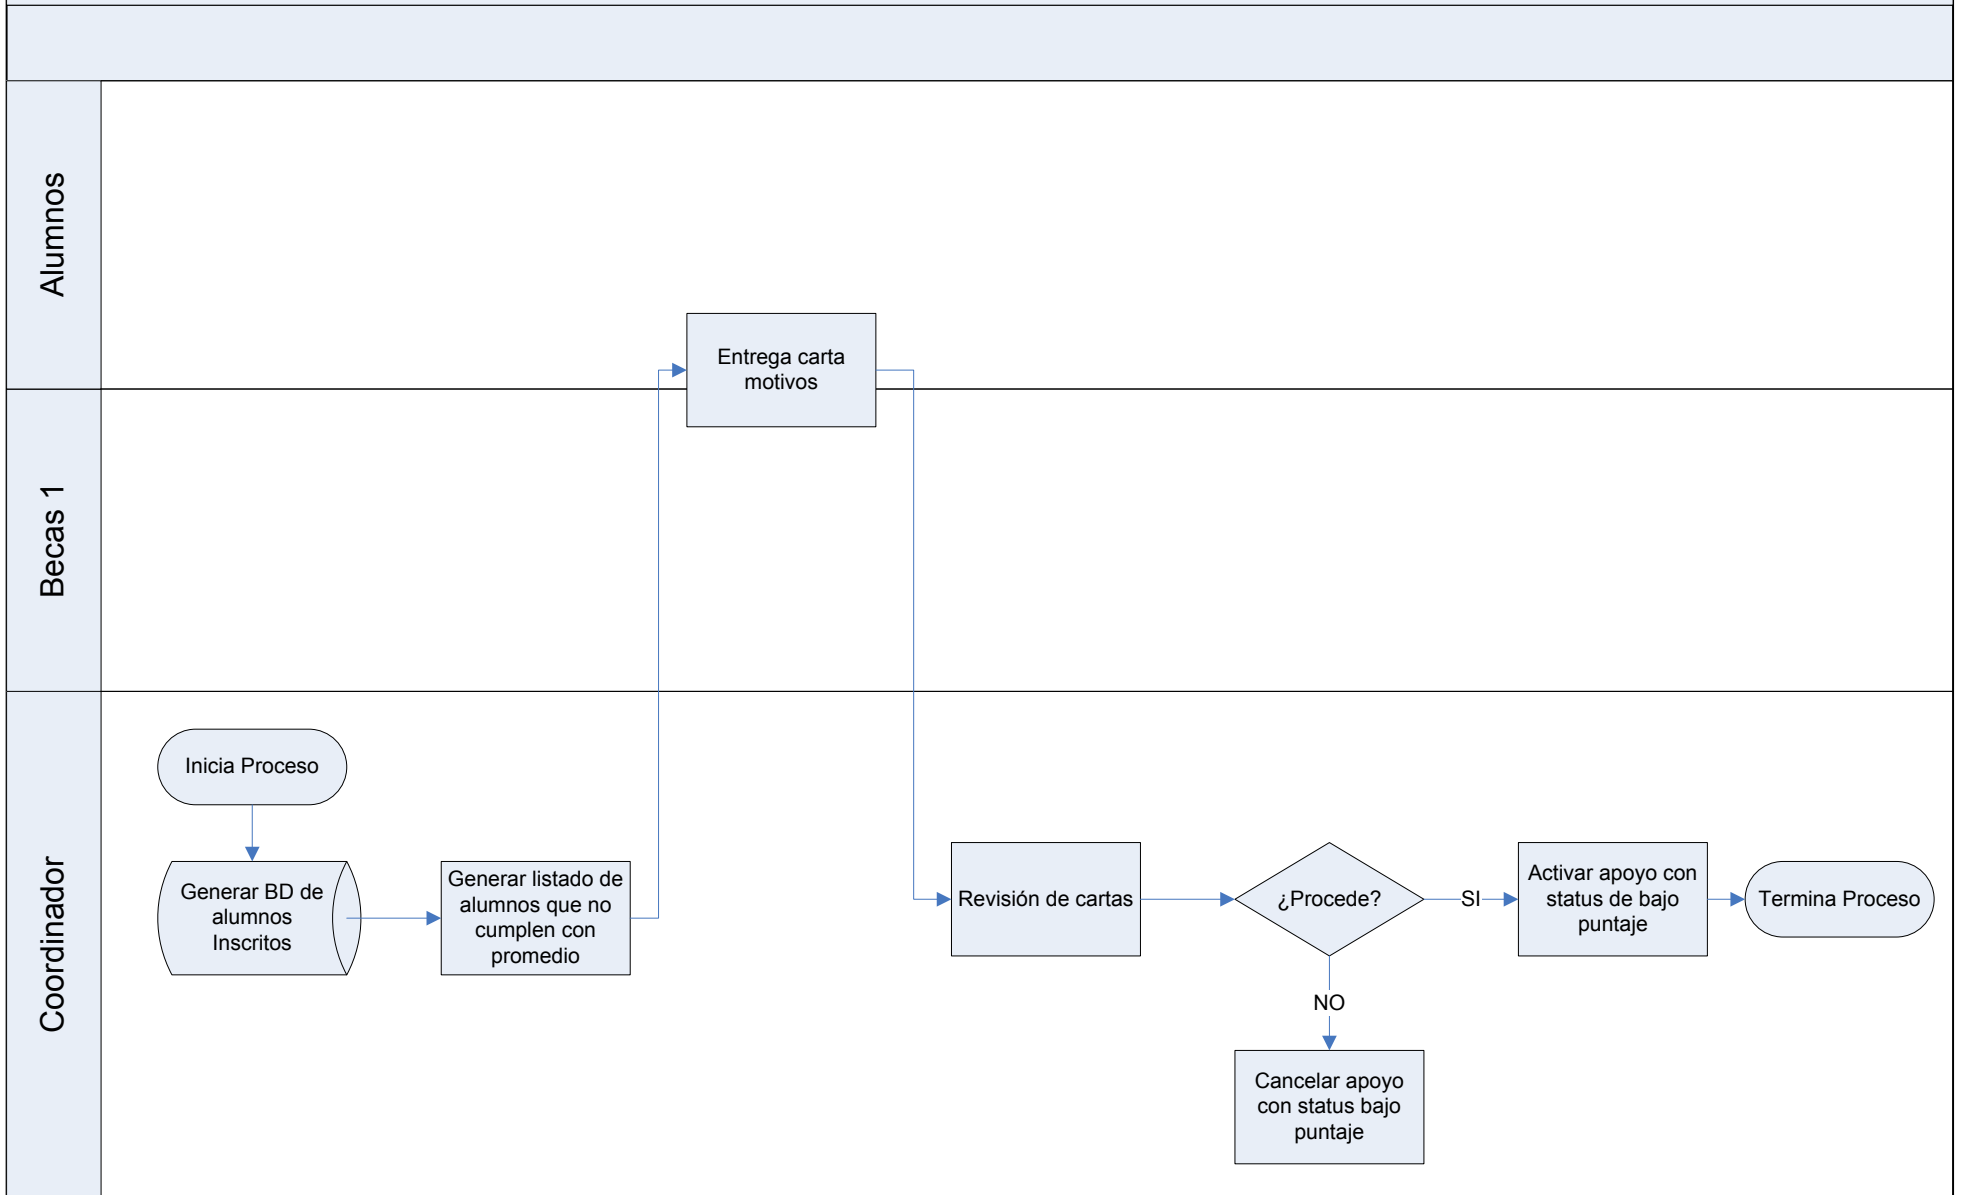 Alumnos
Entrega carta
motivos
Becas 1
Coordinador
Inicia Proceso
Generar BD de
alumnos
Inscritos
Generar listado de
alumnos que no
cumplen con
promedio
Revisión de cartas
¿Procede?
SI
Activar apoyo con
status de bajo
puntaje
Termina Proceso
NO
Cancelar apoyo
con status bajo
puntaje